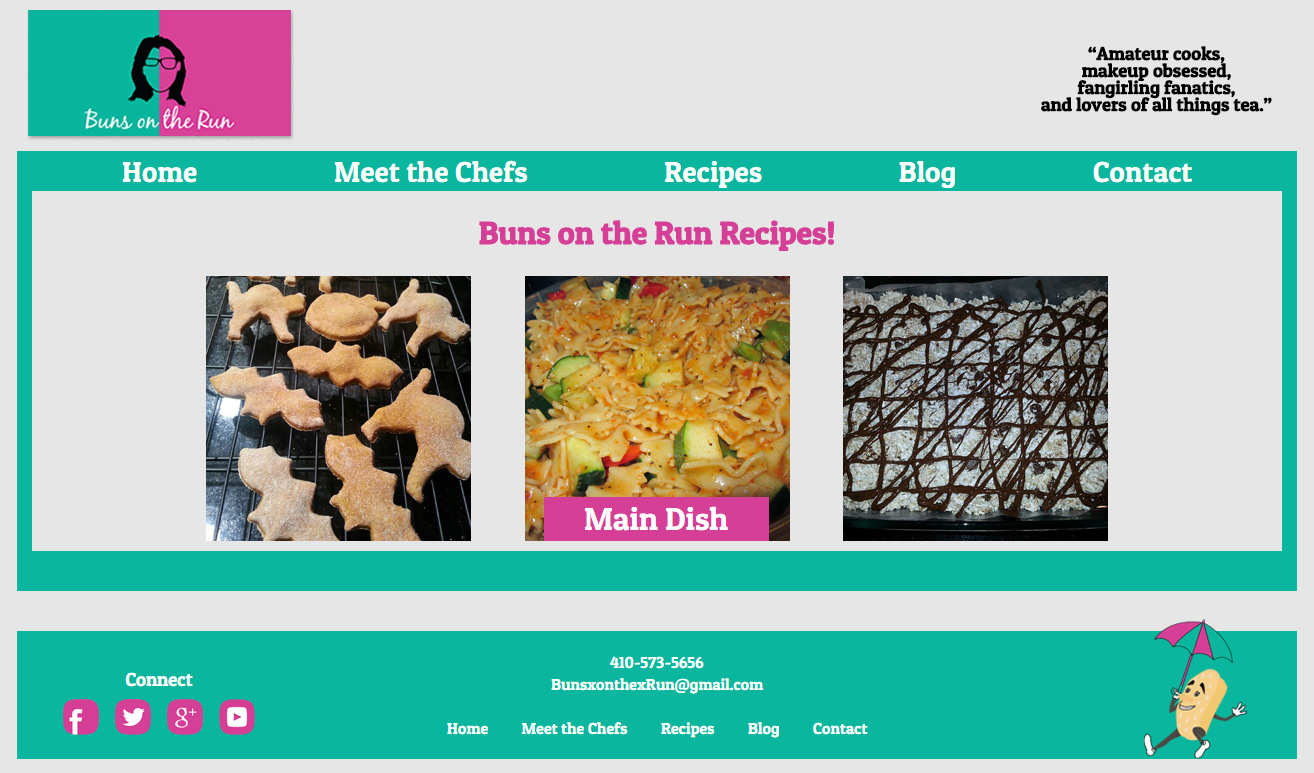 Buns on the Run
“Amateur cooks,
makeup obsessed,
fangirling fanatics,
and lovers of all things tea.”
Home Meet the Chefs Recipes Blog Contact
Buns on the Run Recipes!
Main Dish
Connect
f g+
410-573-5656
BunsxonthexRun@gmail.com
Home Meet the Chefs Recipes Blog Contact